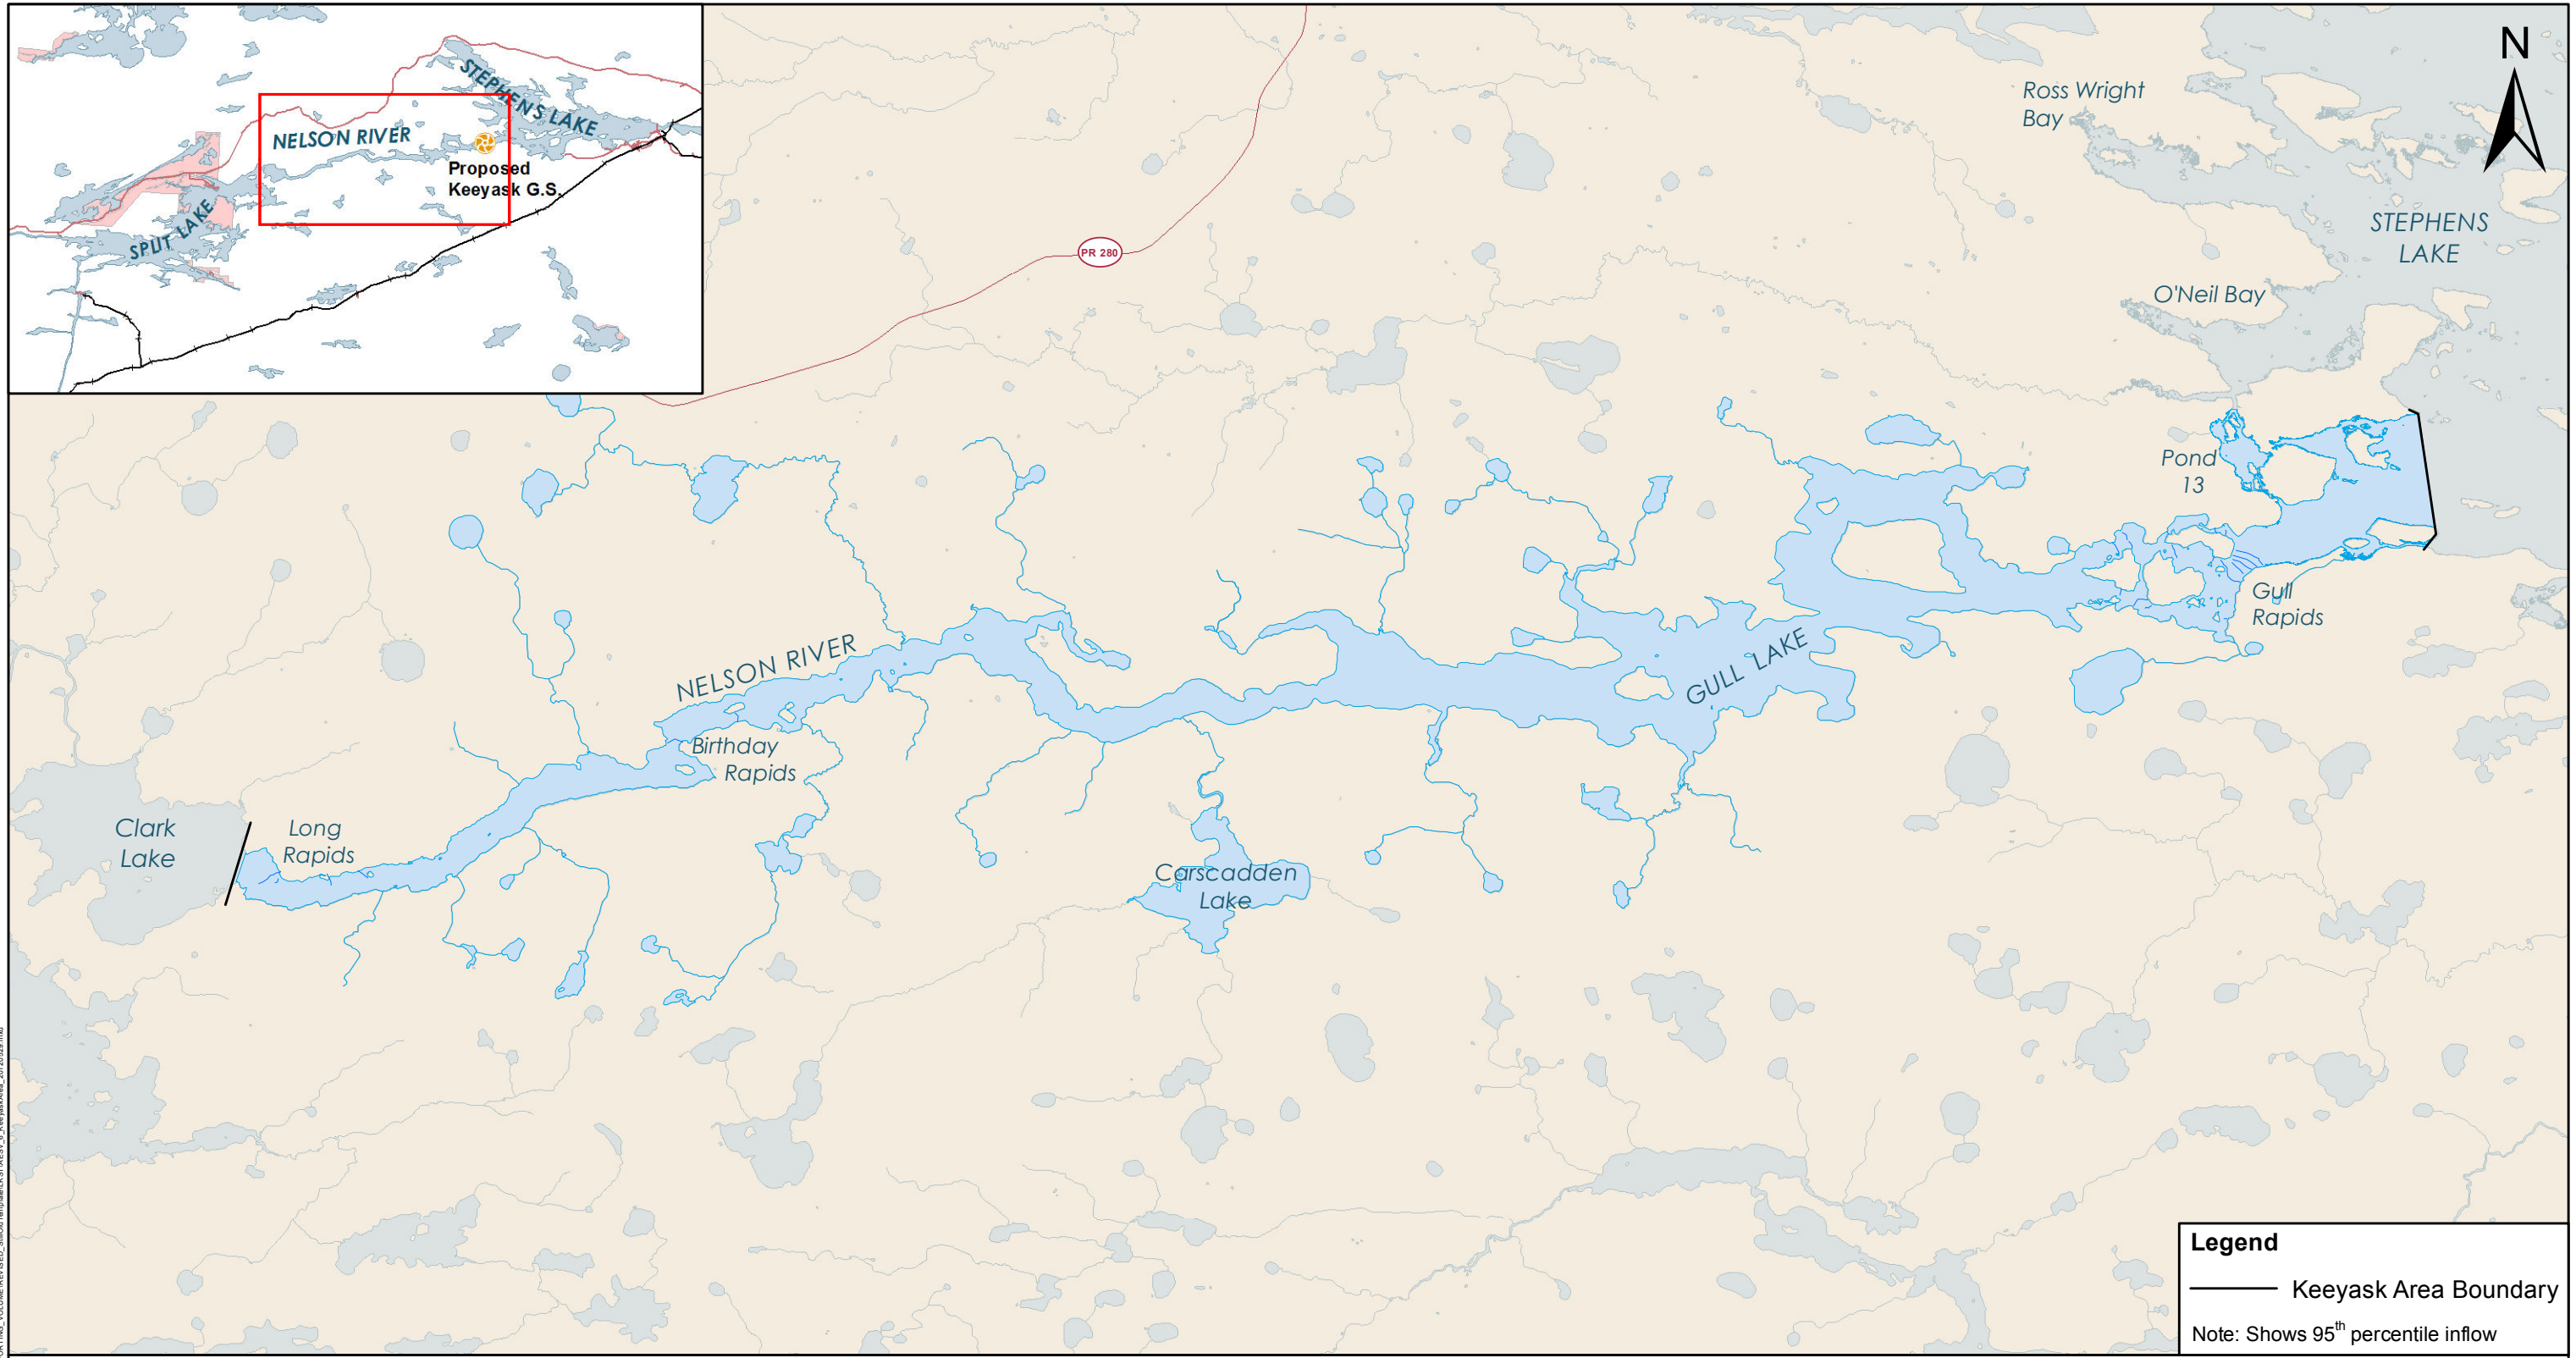 STEPHENS LAKE
NELSON RIVER
Proposed
Keeyask G.S.
SPLIT LAKE
N
Ross Wright
Bay
STEPHENS
LAKE
PR 280
O'Neil Bay
Pond
13
Gull
Rapids
NELSON RIVER
GULL LAKE
Birthday
Rapids
Clark
Lake
Long
Rapids
Carscadden
Lake
Legend
Keeyask Area Boundary
Note: Shows 95th percentile inflow